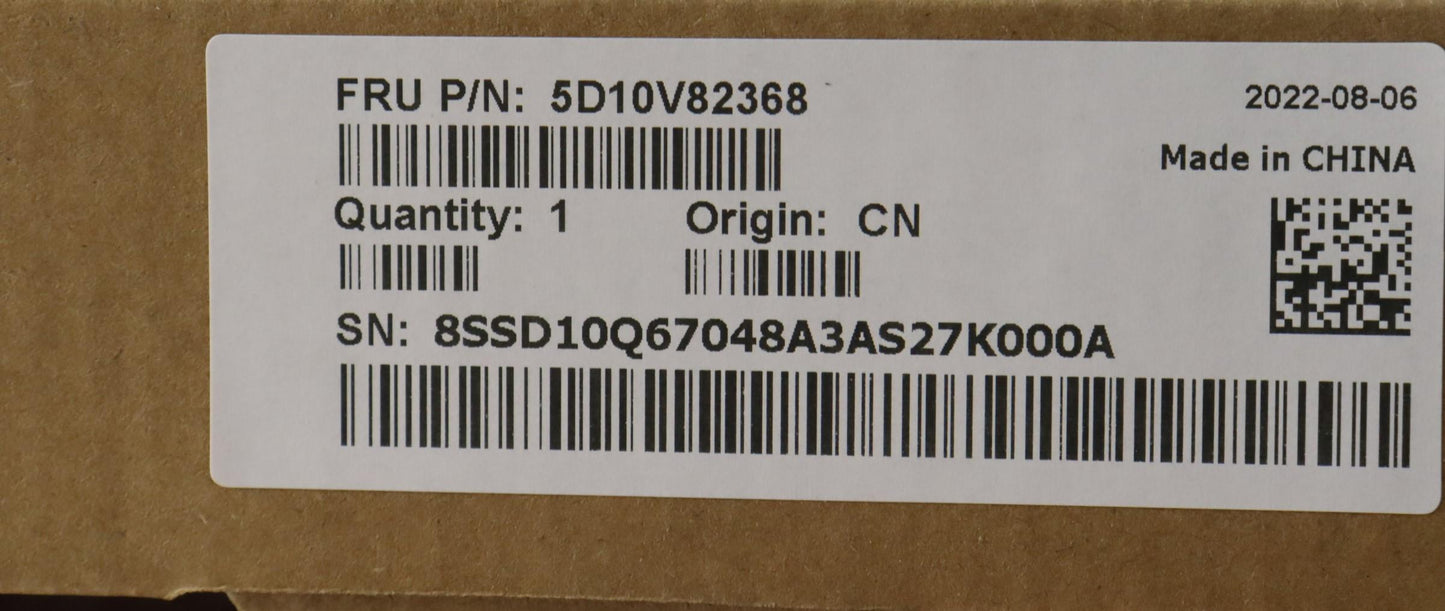 FRU P/N: 5D10V82368
2022-08-06
Made in CHINA
Quantity: 1 Origin: CN
SN: 8SSD10Q67048A3AS27K000A